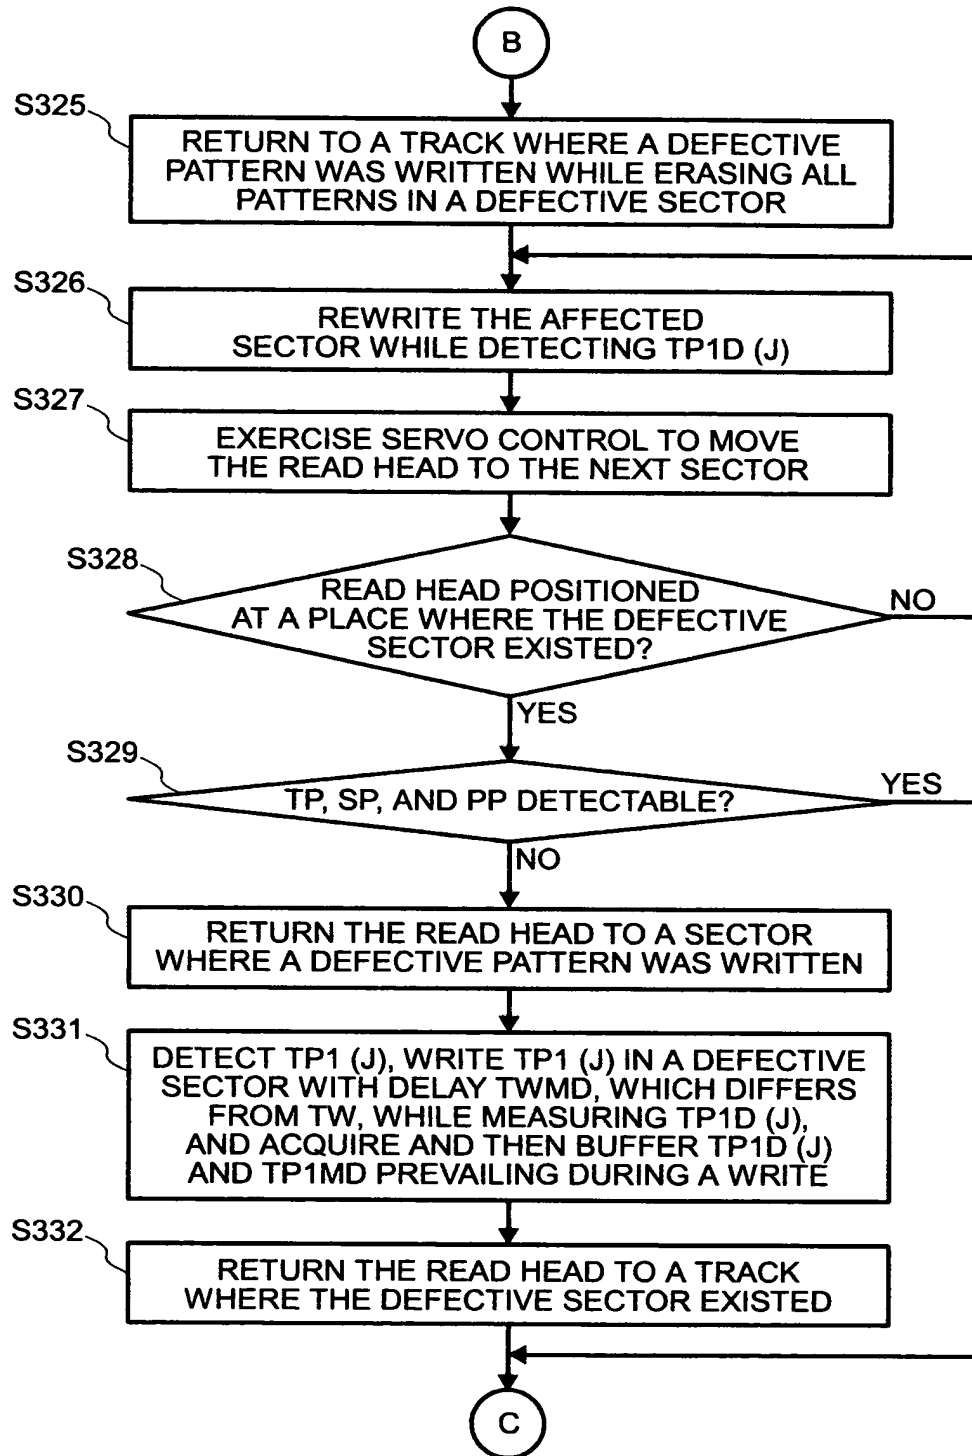 B
S325
RETURN TO A TRACK WHERE A DEFECTIVE
PATTERN WAS WRITTEN WHILE ERASING ALL
PATTERNS IN A DEFECTIVE SECTOR
S326
REWRITE THE AFFECTED
SECTOR WHILE DETECTING TP1D (J)
S327
EXERCISE SERVO CONTROL TO MOVE
THE READ HEAD TO THE NEXT SECTOR
S328
READ HEAD POSITIONED
AT A PLACE WHERE THE DEFECTIVE
SECTOR EXISTED?
NO
YES
S329
TP, SP, AND PP DETECTABLE?
YES
NO
S330
RETURN THE READ HEAD TO A SECTOR
WHERE A DEFECTIVE PATTERN WAS WRITTEN
S331
DETECT TP1 (J), WRITE TP1 (J) IN A DEFECTIVE
SECTOR WITH DELAY TWMD, WHICH DIFFERS
FROM TW, WHILE MEASURING TP1D (J),
AND ACQUIRE AND THEN BUFFER TP1D (J)
AND TP1MD PREVAILING DURING A WRITE
S332
RETURN THE READ HEAD TO A TRACK
WHERE THE DEFECTIVE SECTOR EXISTED
C